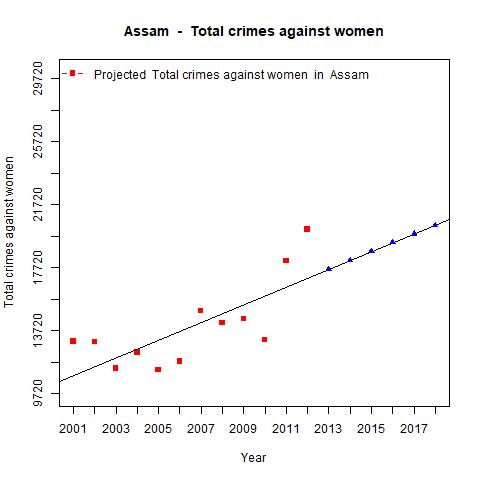 Assam - Total crimes against women
Projected Total crimes against women in Assam
Total crimes against women
29720
25720
21720
17720
13720
9720
2001 2003 2005 2007 2009 2011 2013 2015 2017
Year